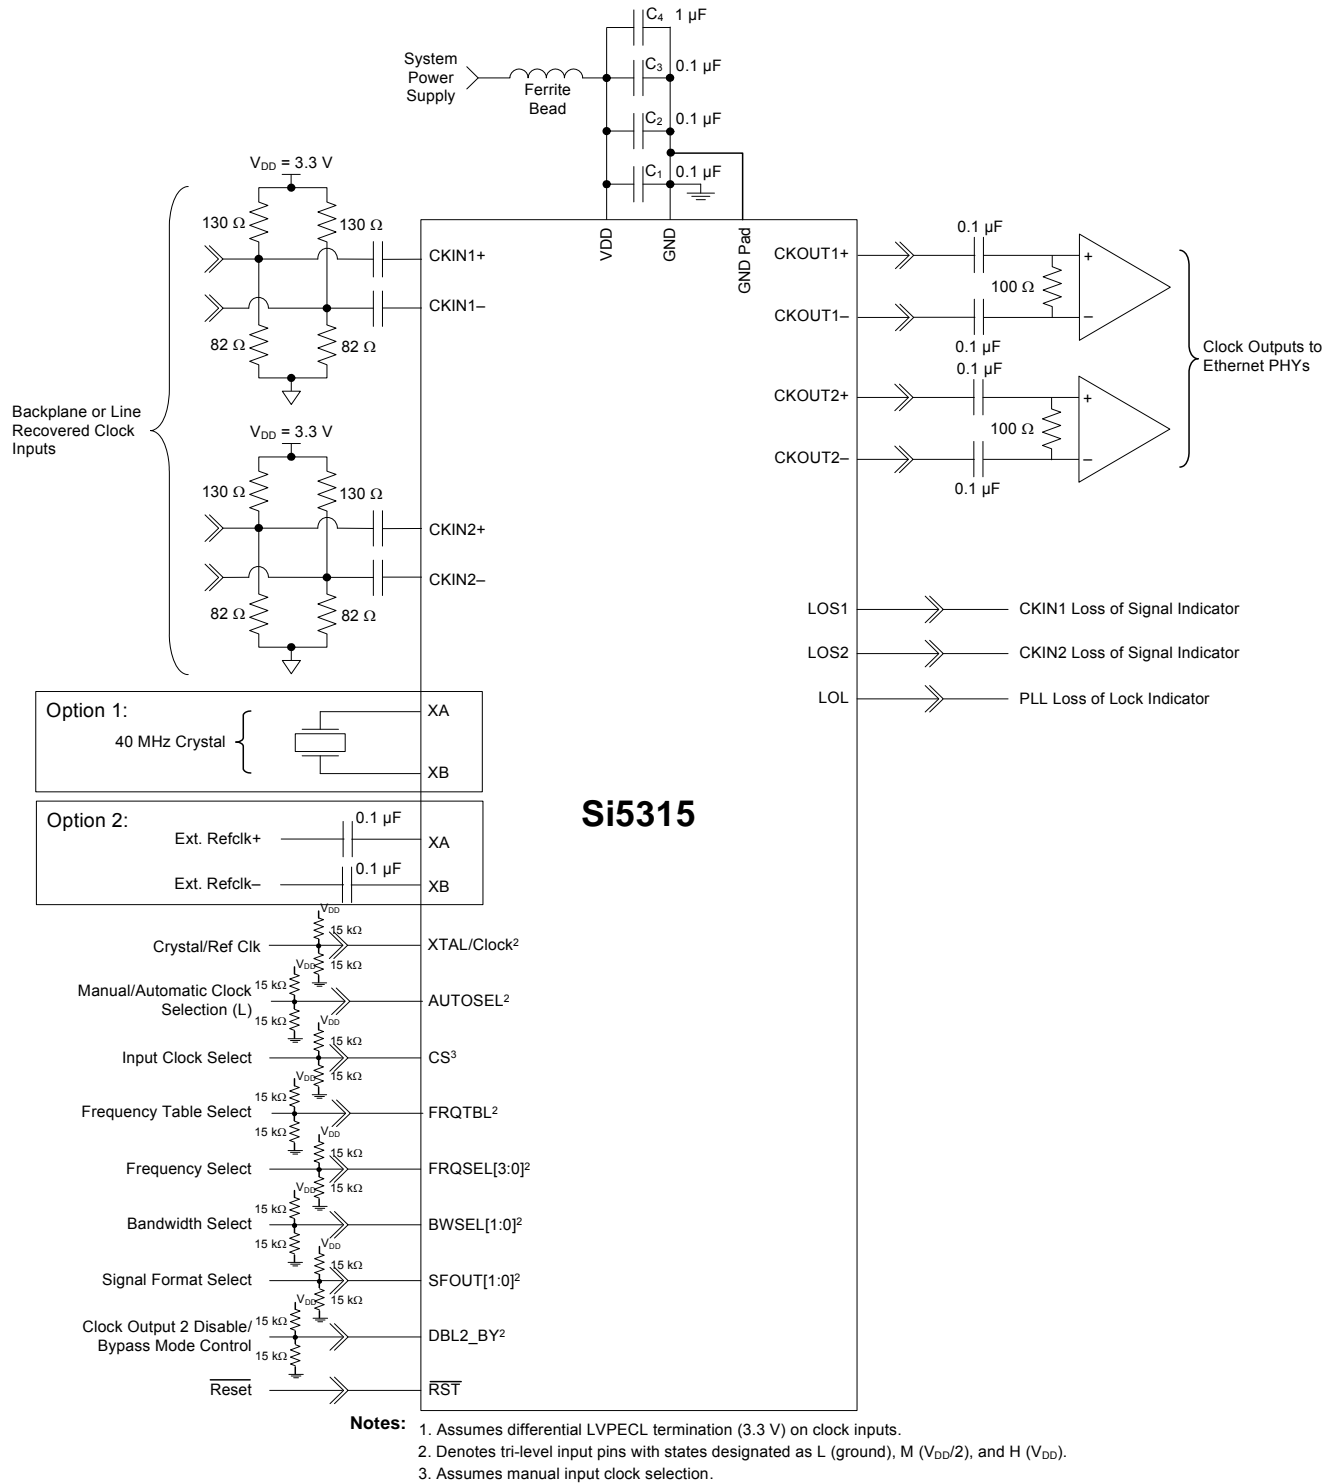 C4 1 µF
System
Power
Supply
Ferrite
Bead
C3 0.1 µF
C2 0.1 µF
C1 0.1 µF
VDD = 3.3 V
130 Ω
130 Ω
82 Ω
82 Ω
CKIN1+
CKIN1–
VDD
GND
GND Pad
CKOUT1+
CKOUT1–
0.1 µF
100 Ω
+
–
0.1 µF
0.1 µF
CKOUT2+
CKOUT2–
100 Ω
+
–
0.1 µF
Clock Outputs to
Ethernet PHYs
Backplane or Line
Recovered Clock
Inputs
VDD = 3.3 V
130 Ω
130 Ω
82 Ω
82 Ω
CKIN2+
CKIN2–
LOS1
CKIN1 Loss of Signal Indicator
LOS2
CKIN2 Loss of Signal Indicator
LOL
PLL Loss of Lock Indicator
Option 1:
40 MHz Crystal
XA
XB
Si5315
Option 2:
Ext. Refclk+
0.1 µF
XA
Ext. Refclk–
0.1 µF
XB
Crystal/Ref Clk
VDD
15 kΩ
15 kΩ
XTAL/Clock²
Manual/Automatic Clock
Selection (L)
VDD
15 kΩ
15 kΩ
AUTOSEL²
Input Clock Select
VDD
15 kΩ
15 kΩ
CS³
Frequency Table Select
VDD
15 kΩ
15 kΩ
FRQTBL²
Frequency Select
VDD
15 kΩ
15 kΩ
FRQSEL[3:0]²
Bandwidth Select
VDD
15 kΩ
15 kΩ
BWSEL[1:0]²
Signal Format Select
VDD
15 kΩ
15 kΩ
SFOUT[1:0]²
Clock Output 2 Disable/
Bypass Mode Control
VDD
15 kΩ
15 kΩ
DBL2_BY²
Reset
RST
Notes: 1. Assumes differential LVPECL termination (3.3 V) on clock inputs.
2. Denotes tri-level input pins with states designated as L (ground), M (VDD/2), and H (VDD).
3. Assumes manual input clock selection.